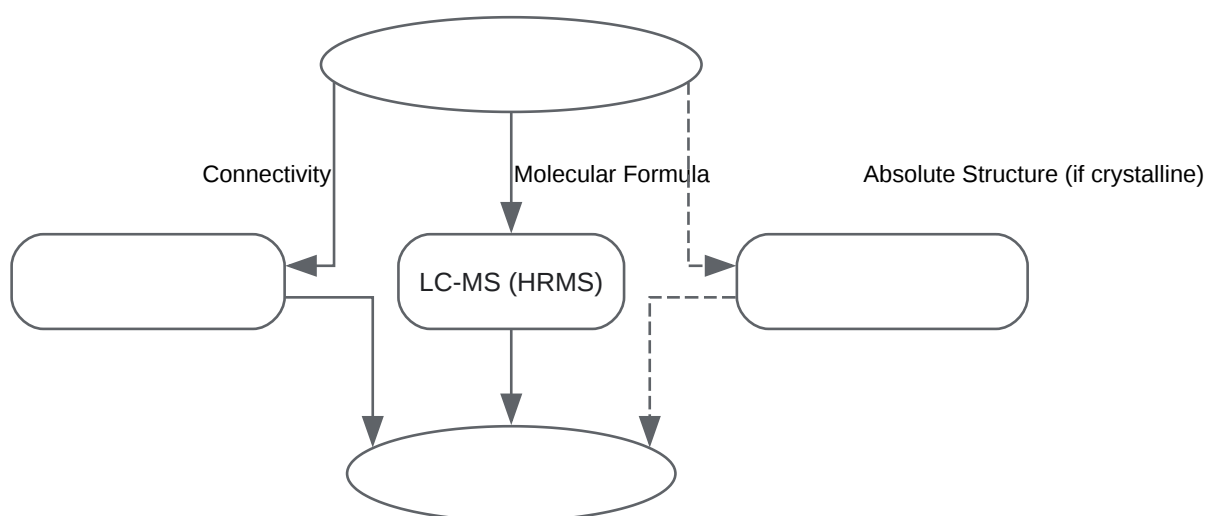 Connectivity
Molecular Formula
Absolute Structure (if crystalline)
LC-MS (HRMS)